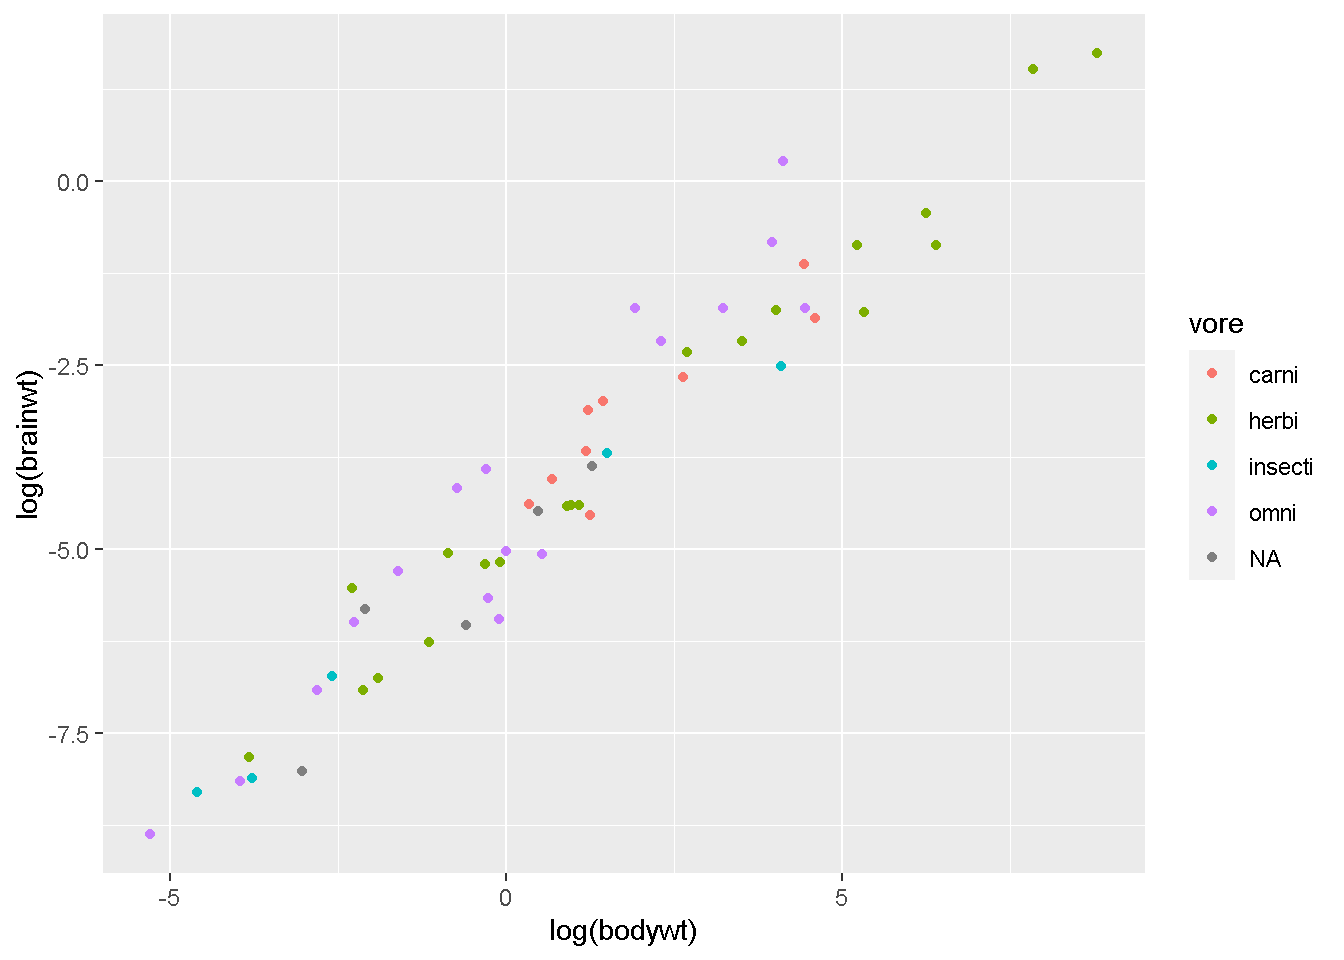 0.0
-2.5
-5.0
-7.5
log(brainwt)
-5
0
5
log(bodywt)
vore
carni
herbi
insecti
omni
NA